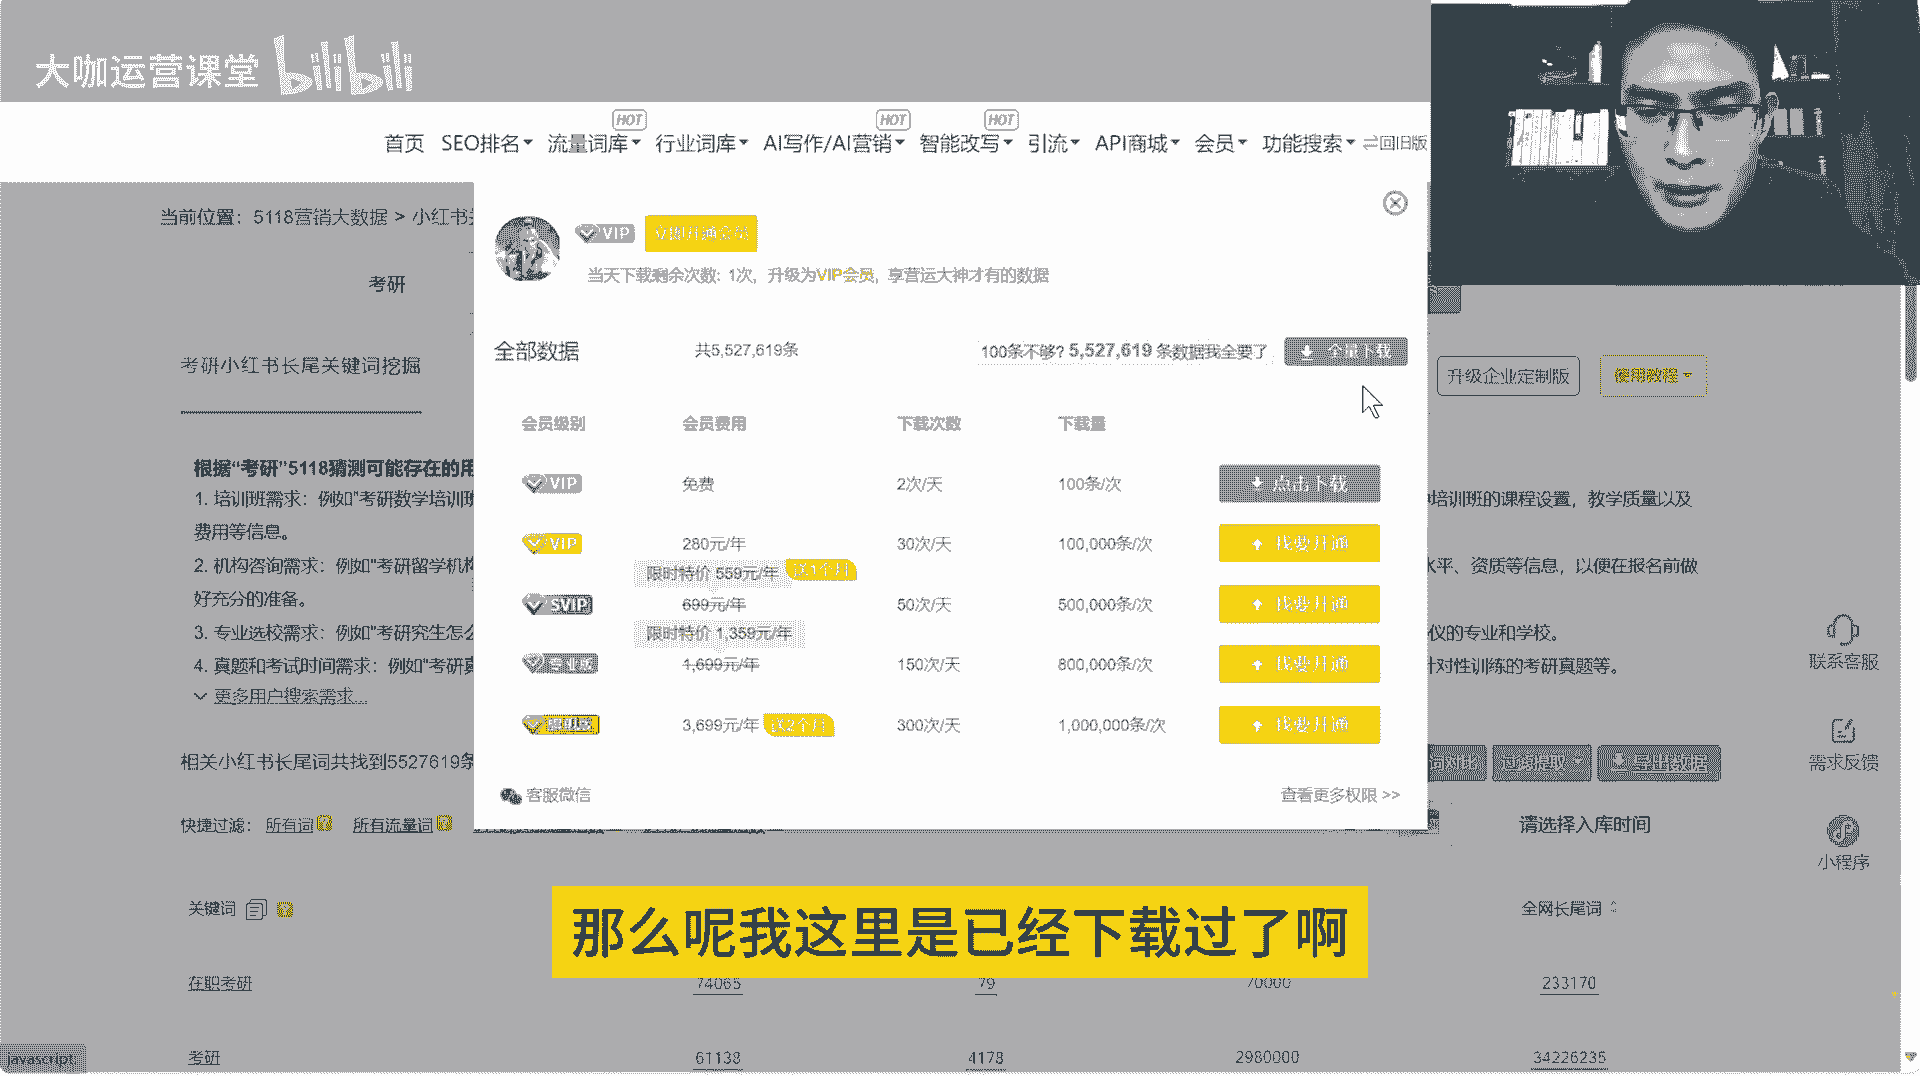 大咖运营课堂 bilibili
HOT HOT HOT
首页 SEO排名 流量词库 行业词库 AI写作/AI营销 智能改写 引流 API商城 会员 功能搜索 回旧版
当前位置：5118营销大数据 > 小红书
VIP 立即开通会员
当天下载剩余次数: 1次，升级为VIP会员，享营运大神才有的数据
考研
全部数据 共5,527,619条 100条不够? 5,527,619 条数据我全要了 全量下载
考研小红书长尾关键词挖掘
升级企业定制版 使用教程
会员级别 会员费用 下载次数 下载量
根据“考研”5118猜测可能存在的用
VIP 免费 2次/天 100条/次 点击下载
1. 培训班需求：例如"考研数学培训班
培训班的课程设置，教学质量以及
费用等信息。
VIP 280元/年 30次/天 100,000条/次 我要开通
2. 机构咨询需求：例如"考研留学机构
水平、资质等信息，以便在报名前做
限时特价 559元/年 送1个月
好充分的准备。
SVIP 699元/年 50次/天 500,000条/次 我要开通
3. 专业选校需求：例如"考研究生怎么
仪的专业和学校。
限时特价 1,359元/年
专业版 1,699元/年 150次/天 800,000条/次 我要开通
4. 真题和考试时间需求：例如"考研真
针对性训练的考研真题等。
更多用户搜索需求...
3,699元/年 送2个月 300次/天 1,000,000条/次 我要开通
联系客服
相关小红书长尾词共找到5527619条
词对比 过滤提取 导出数据
需求反馈
客服微信 查看更多权限 >>
快捷过滤： 所有词 所有流量词 请选择入库时间
小程序
关键词 全网长尾词
那么呢我这里是已经下载过了啊
在职考研 74065 79 70000 233170
考研 61138 4178 2980000 34226235
javascript